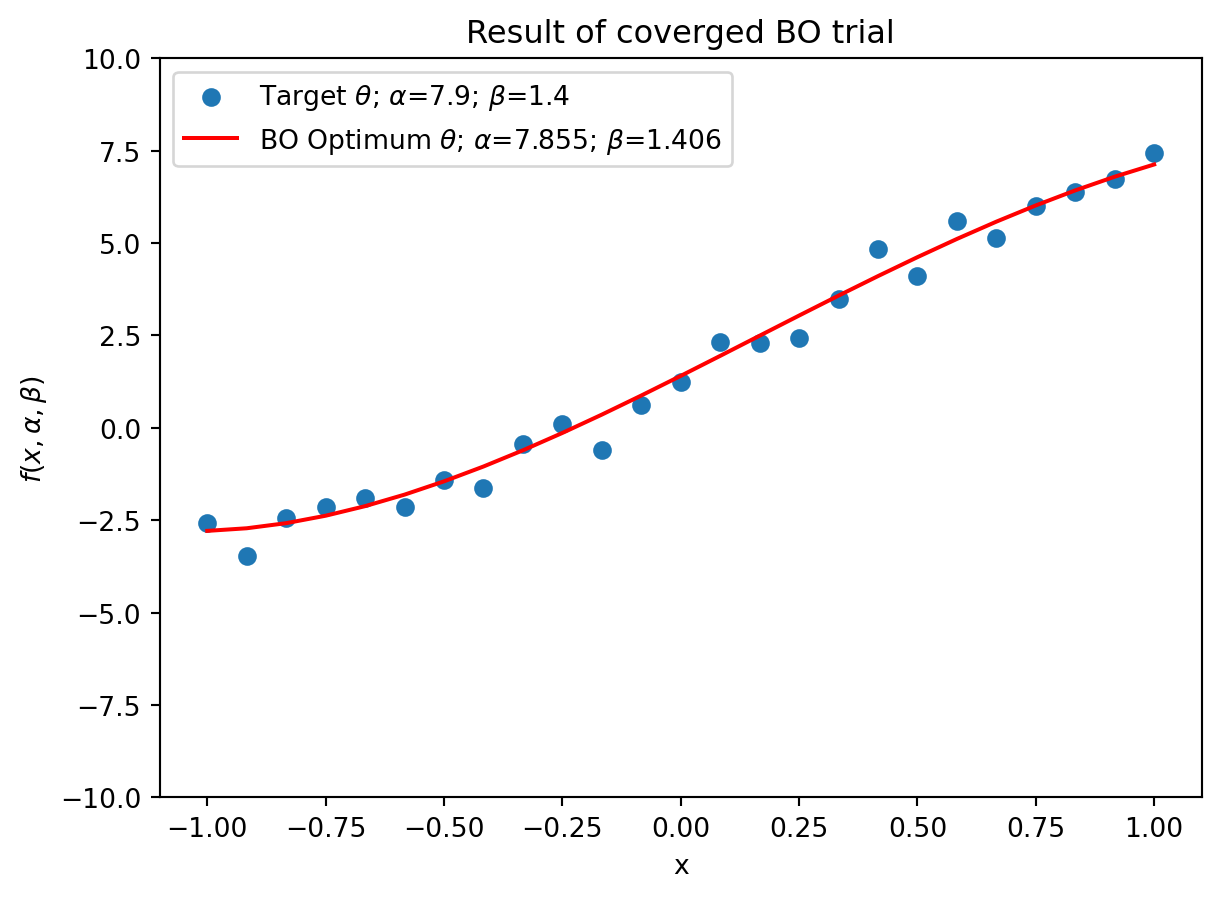 Result of coverged BO trial
Target θ; α=7.9; β=1.4
BO Optimum θ; α=7.855; β=1.406
10.0
7.5
5.0
2.5
0.0
−2.5
−5.0
−7.5
−10.0
f(x, α, β)
−1.00 −0.75 −0.50 −0.25 0.00 0.25 0.50 0.75 1.00
x